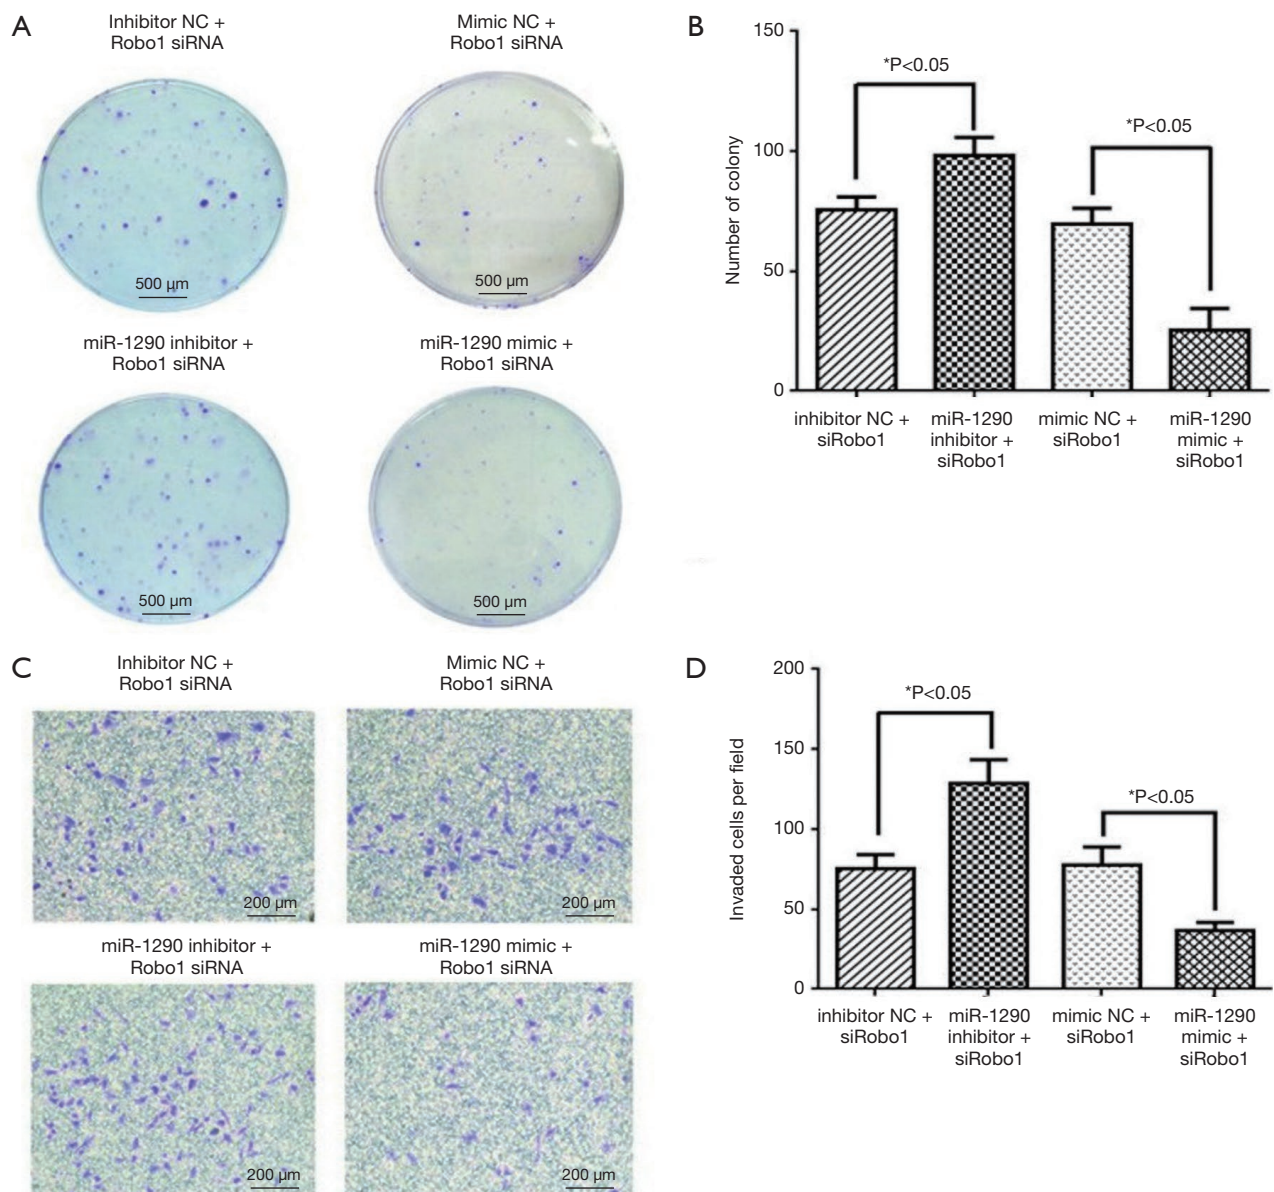 A
Inhibitor NC +
Robo1 siRNA
Mimic NC +
Robo1 siRNA
500 µm
500 µm
miR-1290 inhibitor +
Robo1 siRNA
miR-1290 mimic +
Robo1 siRNA
500 µm
500 µm
B
150
100
50
0
Number of colony
*P<0.05
*P<0.05
inhibitor NC +
siRobo1
miR-1290
inhibitor +
siRobo1
mimic NC +
siRobo1
miR-1290
mimic +
siRobo1
C
Inhibitor NC +
Robo1 siRNA
Mimic NC +
Robo1 siRNA
200 µm
200 µm
miR-1290 inhibitor +
Robo1 siRNA
miR-1290 mimic +
Robo1 siRNA
200 µm
200 µm
D
200
150
100
50
0
Invaded cells per field
*P<0.05
*P<0.05
inhibitor NC +
siRobo1
miR-1290
inhibitor +
siRobo1
mimic NC +
siRobo1
miR-1290
mimic +
siRobo1